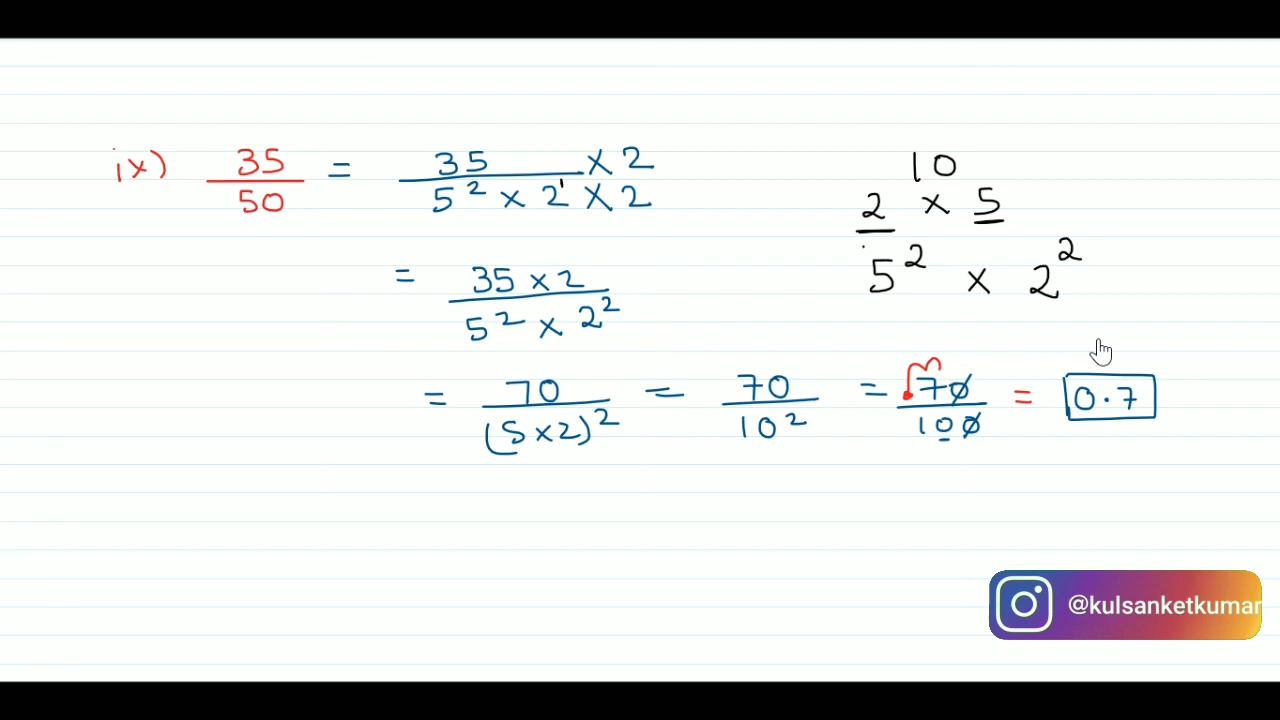 ix) 35/50 = 35/(5² × 2¹) × 2/× 2
10
2 × 5
5² × 2²
= (35 × 2)/(5² × 2²)
= 70/(5×2)² = 70/10² = 70/100 = 0.7
@kulsanketkumar